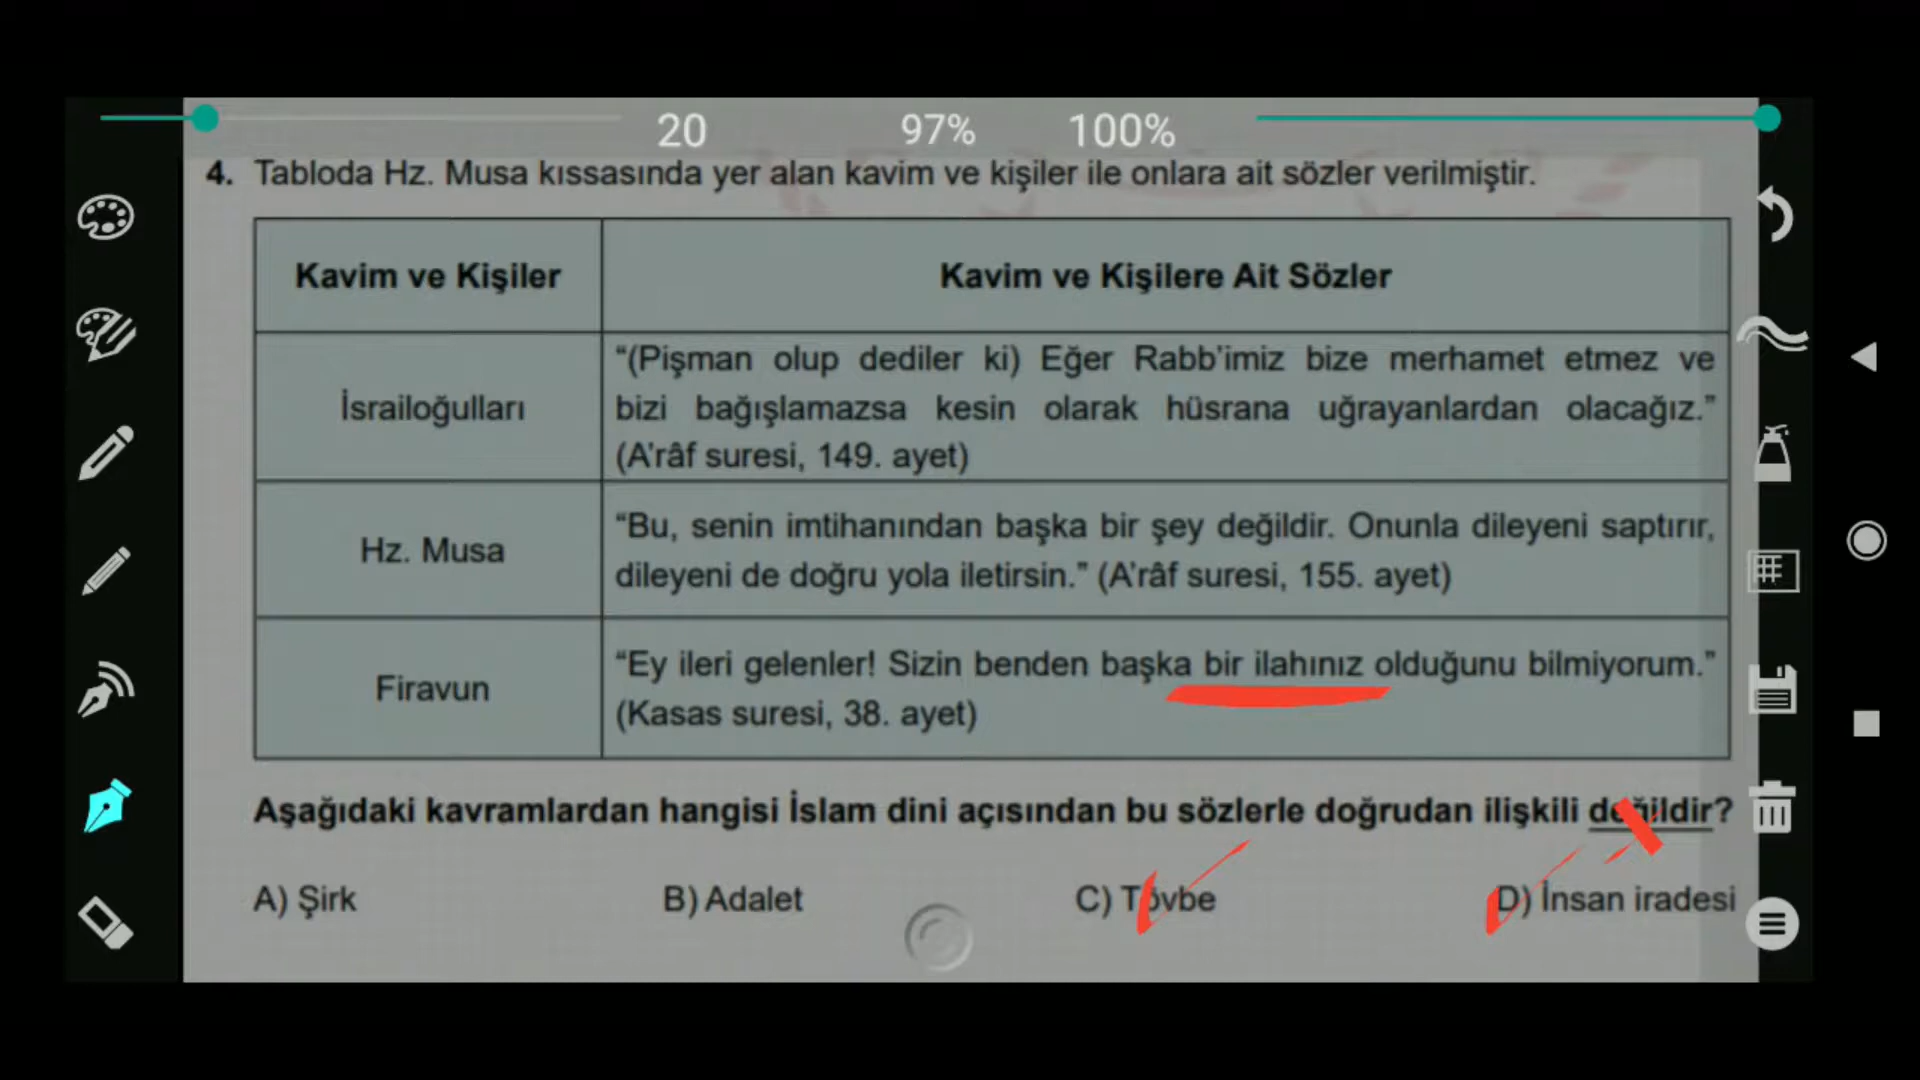 20 97% 100%
4. Tabloda Hz. Musa kıssasında yer alan kavim ve kişiler ile onlara ait sözler verilmiştir.
Kavim ve Kişiler
Kavim ve Kişilere Ait Sözler
İsrailoğulları
“(Pişman olup dediler ki) Eğer Rabb’imiz bize merhamet etmez ve
bizi bağışlamazsa kesin olarak hüsrana uğrayanlardan olacağız.”
(A’râf suresi, 149. ayet)
Hz. Musa
“Bu, senin imtihanından başka bir şey değildir. Onunla dileyeni saptırır,
dileyeni de doğru yola iletirsin.” (A’râf suresi, 155. ayet)
Firavun
“Ey ileri gelenler! Sizin benden başka bir ilahınız olduğunu bilmiyorum.”
(Kasas suresi, 38. ayet)
Aşağıdaki kavramlardan hangisi İslam dini açısından bu sözlerle doğrudan ilişkili değildir?
A) Şirk
B) Adalet
C) Tövbe
D) İnsan iradesi